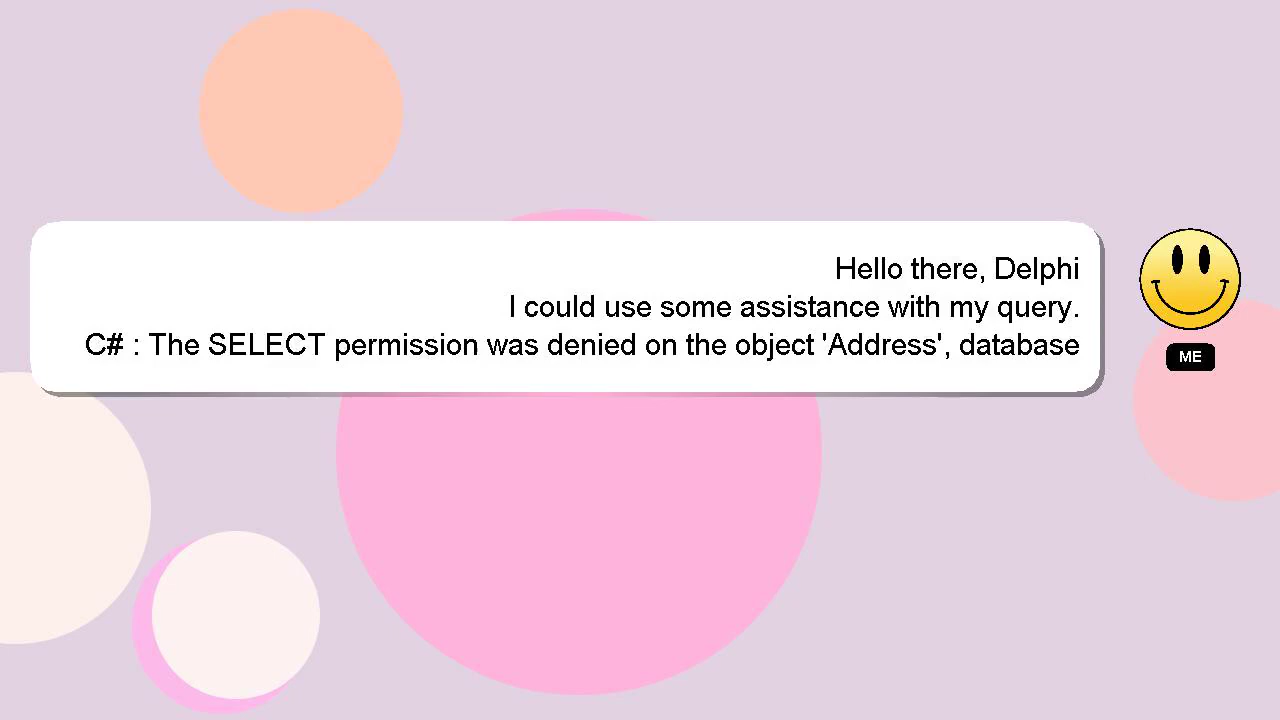 Hello there, Delphi
I could use some assistance with my query.
C# : The SELECT permission was denied on the object 'Address', database
ME